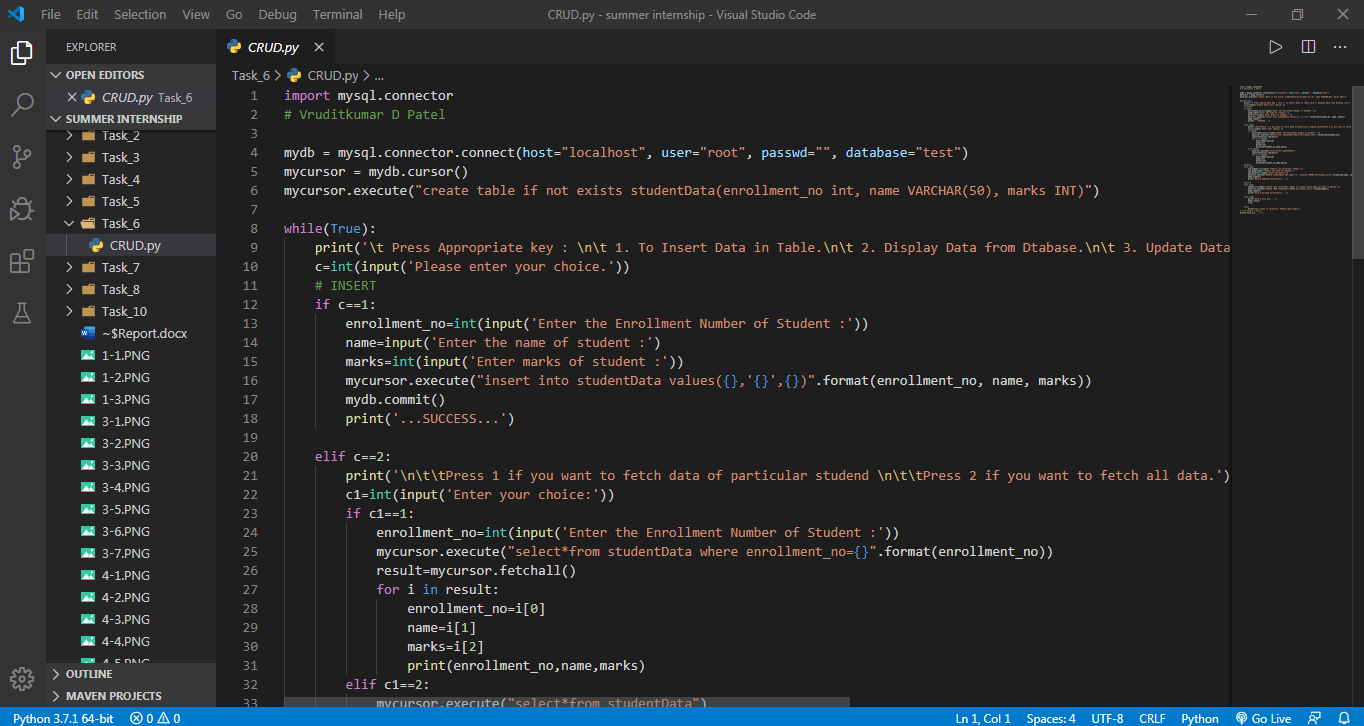 File Edit Selection View Go Debug Terminal Help CRUD.py - summer internship - Visual Studio Code
EXPLORER
OPEN EDITORS
CRUD.py Task_6
SUMMER INTERNSHIP
Task_2
Task_3
Task_4
Task_5
Task_6
CRUD.py
Task_7
Task_8
Task_10
~$Report.docx
1-1.PNG
1-2.PNG
1-3.PNG
3-1.PNG
3-2.PNG
3-3.PNG
3-4.PNG
3-5.PNG
3-6.PNG
3-7.PNG
4-1.PNG
4-2.PNG
4-3.PNG
4-4.PNG
4-5.PNG
OUTLINE
MAVEN PROJECTS
CRUD.py
Task_6 > CRUD.py > ...
1 import mysql.connector
2 # Vruditkumar D Patel
3
4 mydb = mysql.connector.connect(host="localhost", user="root", passwd="", database="test")
5 mycursor = mydb.cursor()
6 mycursor.execute("create table if not exists studentData(enrollment_no int, name VARCHAR(50), marks INT)")
7
8 while(True):
9 print('\t Press Appropriate key : \n\t 1. To Insert Data in Table.\n\t 2. Display Data from Dtabase.\n\t 3. Update Data
10 c=int(input('Please enter your choice.'))
11 # INSERT
12 if c==1:
13 enrollment_no=int(input('Enter the Enrollment Number of Student :'))
14 name=input('Enter the name of student :')
15 marks=int(input('Enter marks of student :'))
16 mycursor.execute("insert into studentData values({},'{}',{})".format(enrollment_no, name, marks))
17 mydb.commit()
18 print('...SUCCESS...')
19
20 elif c==2:
21 print('\n\t\tPress 1 if you want to fetch data of particular studend \n\t\tPress 2 if you want to fetch all data.')
22 c1=int(input('Enter your choice:'))
23 if c1==1:
24 enrollment_no=int(input('Enter the Enrollment Number of Student :'))
25 mycursor.execute("select*from studentData where enrollment_no={}".format(enrollment_no))
26 result=mycursor.fetchall()
27 for i in result:
28 enrollment_no=i[0]
29 name=i[1]
30 marks=i[2]
31 print(enrollment_no,name,marks)
32 elif c1==2:
33 mycursor.execute("select*from studentData")
Python 3.7.1 64-bit 0 0 Ln 1, Col 1 Spaces: 4 UTF-8 CRLF Python Go Live